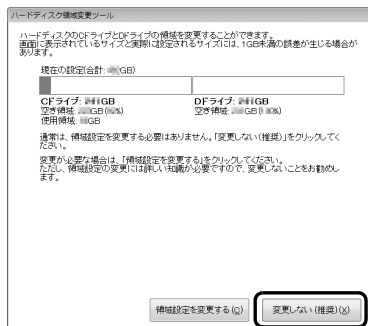 ハードディスク領域変更ツール
ハードディスクのCドライブとDドライブの領域を変更することができます。
画面に表示されているサイズと実際に設定されるサイズには、1GB未満の誤差が生じる場合が
あります。
現在の設定(合計: GB)
Cドライブ: GB
空き領域: GB( %)
使用領域: GB
Dドライブ: GB
空き領域: GB( %)
通常は、領域設定を変更する必要はありません。「変更しない(推奨)」をクリックしてく
ださい。
変更が必要な場合は、「領域設定を変更する」をクリックしてください。
ただし、領域設定の変更には詳しい知識が必要ですので、変更しないことをお勧めし
ます。
領域設定を変更する(C)
変更しない(推奨)(X)